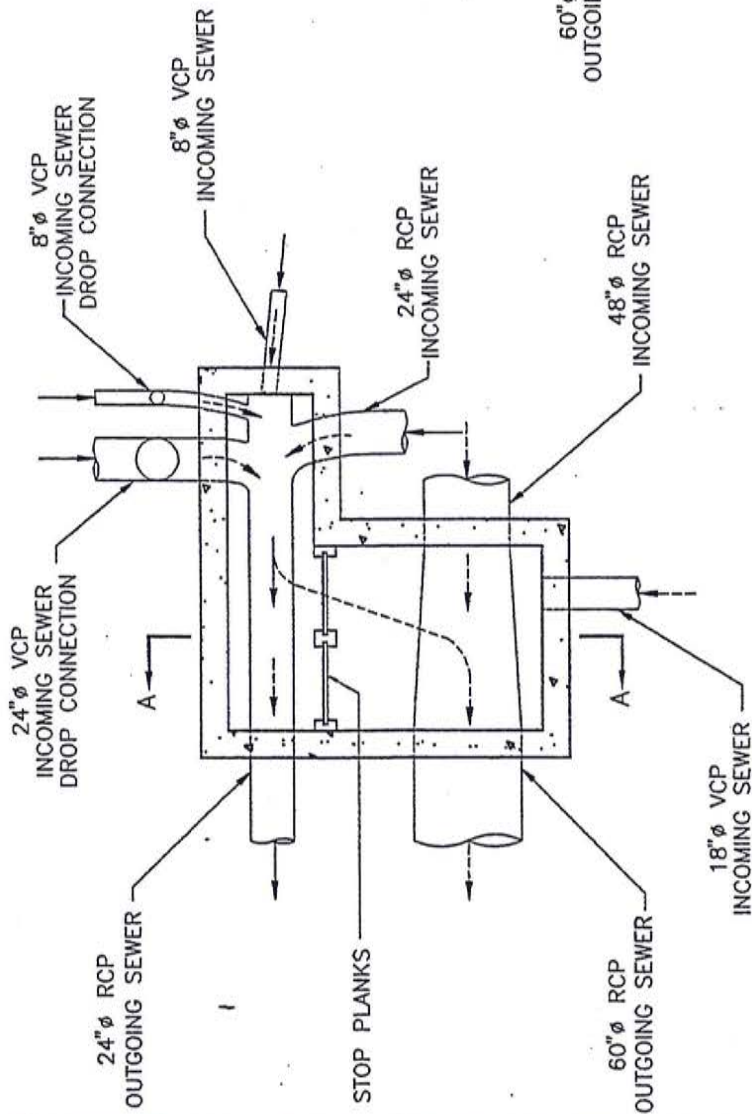 8"ø VCP
INCOMING SEWER
DROP CONNECTION
8"ø VCP
INCOMING SEWER
24"ø VCP
INCOMING SEWER
DROP CONNECTION
24"ø RCP
INCOMING SEWER
48"ø RCP
INCOMING SEWER
A
A
24"ø RCP
OUTGOING SEWER
STOP PLANKS
60"ø RCP
OUTGOING SEWER
18"ø VCP
INCOMING SEWER
60"ø
OUTGOI